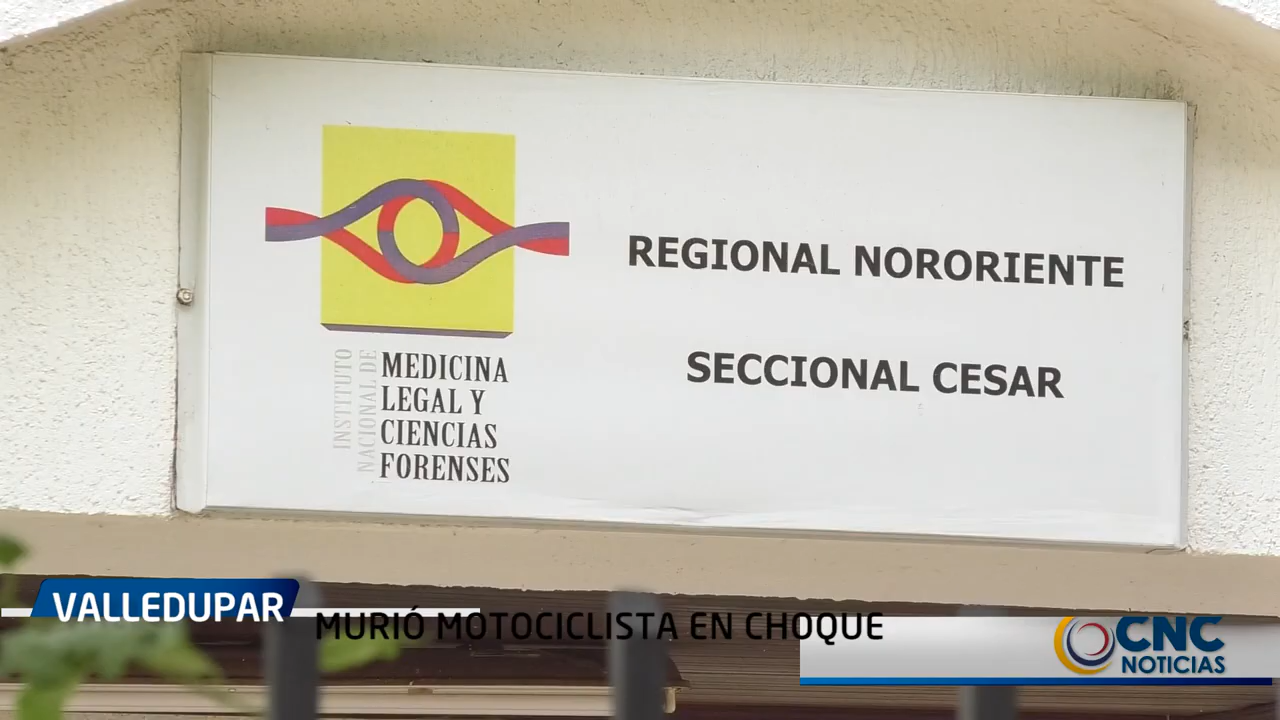 REGIONAL NORORIENTE
SECCIONAL CESAR
INSTITUTO
NACIONAL DE
MEDICINA
LEGAL Y
CIENCIAS
FORENSES
VALLEDUPAR
MURIÓ MOTOCICLISTA EN CHOQUE
CNC
NOTICIAS